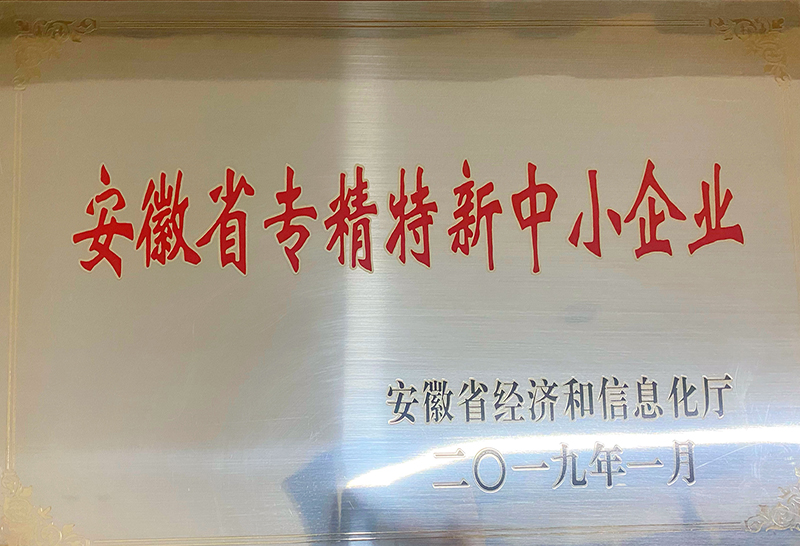 安徽省专精特新中小企业
安徽省经济和信息化厅
二〇一九年一月